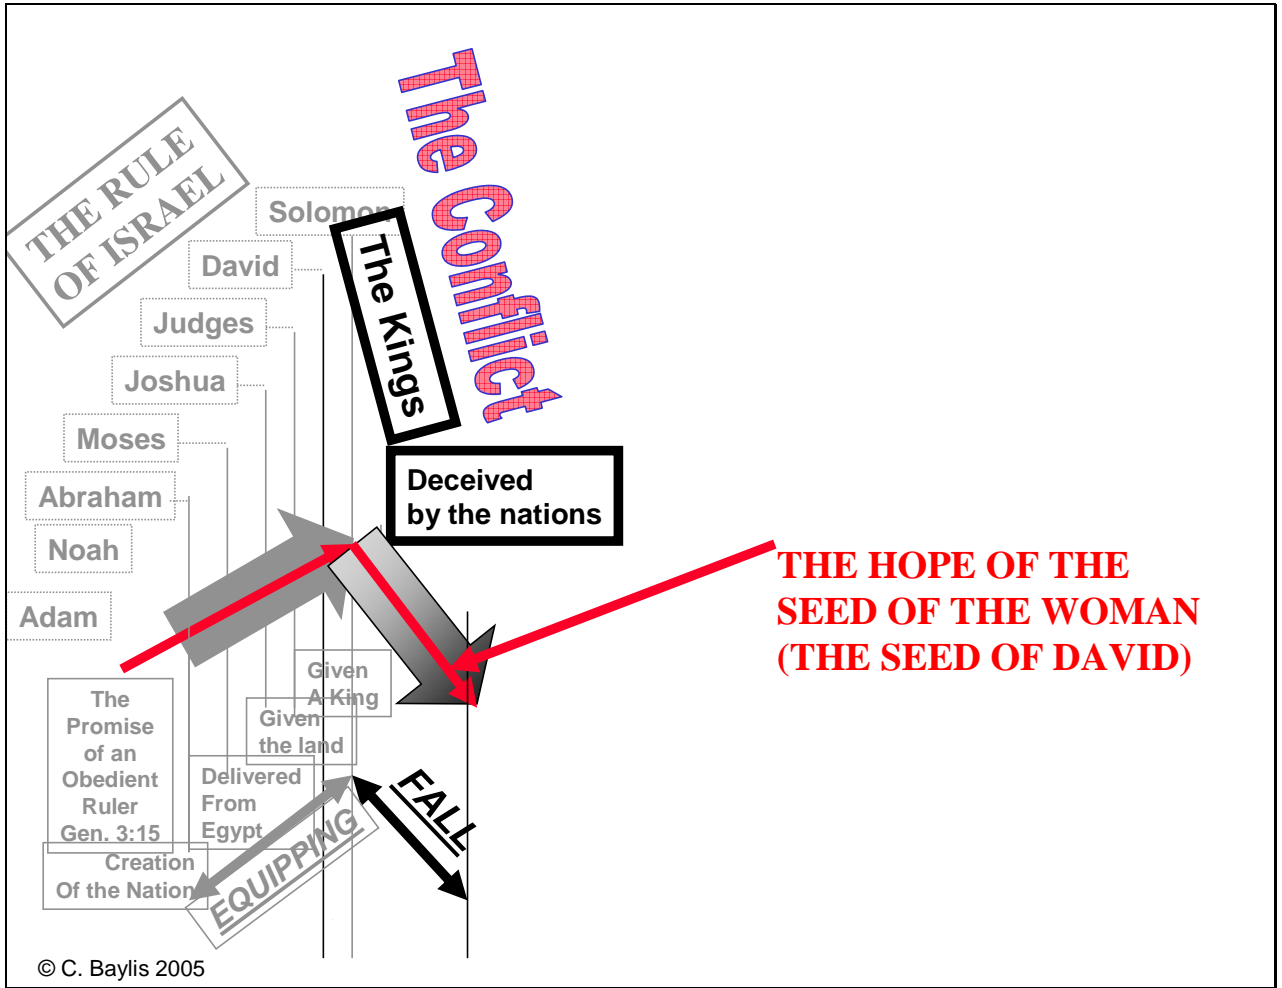 The Conflict
THE RULE
OF ISRAEL
Solomon
The Kings
David
Judges
Joshua
Moses
Abraham
Noah
Adam
Deceived
by the nations
THE HOPE OF THE
SEED OF THE WOMAN
(THE SEED OF DAVID)
Given
A King
Given
the land
The
Promise
of an
Obedient
Ruler
Gen. 3:15
Delivered
From
Egypt
Creation
Of the Nation
EQUIPPING
FALL
© C. Baylis 2005